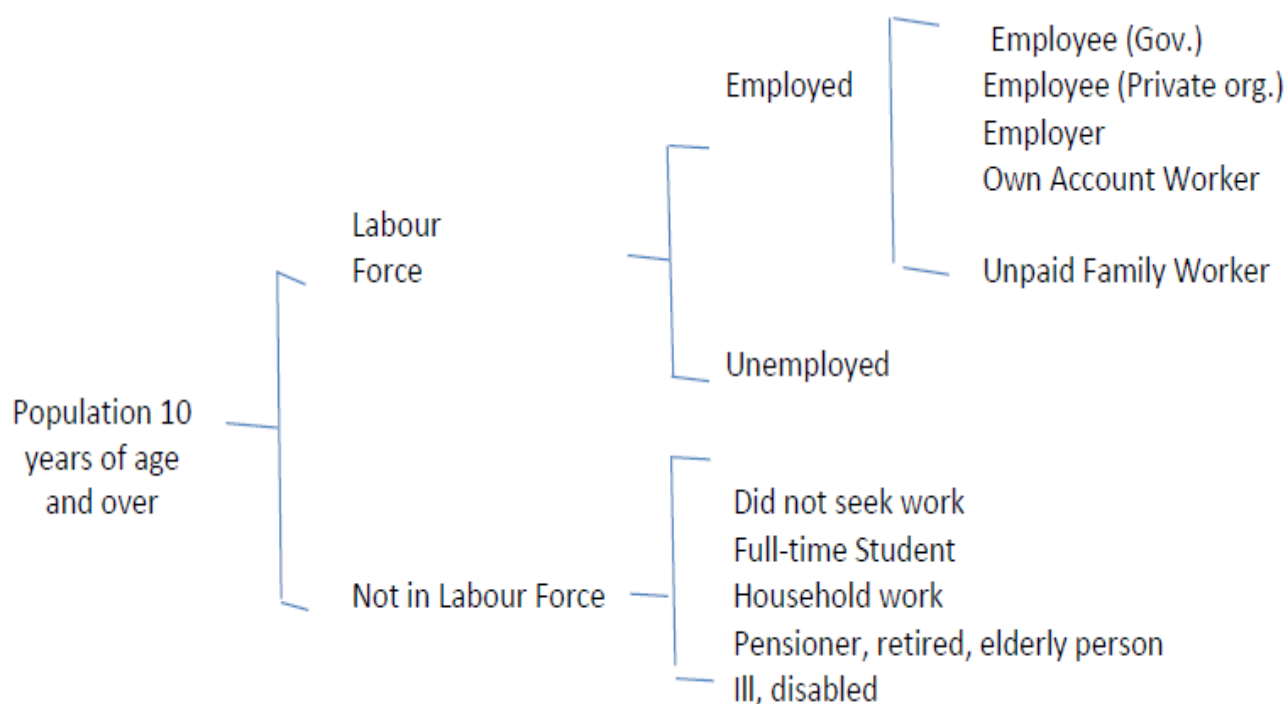 Employee (Gov.)
Employed
Employee (Private org.)
Employer
Own Account Worker
Labour
Force
Unpaid Family Worker
Unemployed
Population 10
years of age
and over
Did not seek work
Full-time Student
Not in Labour Force
Household work
Pensioner, retired, elderly person
Ill, disabled